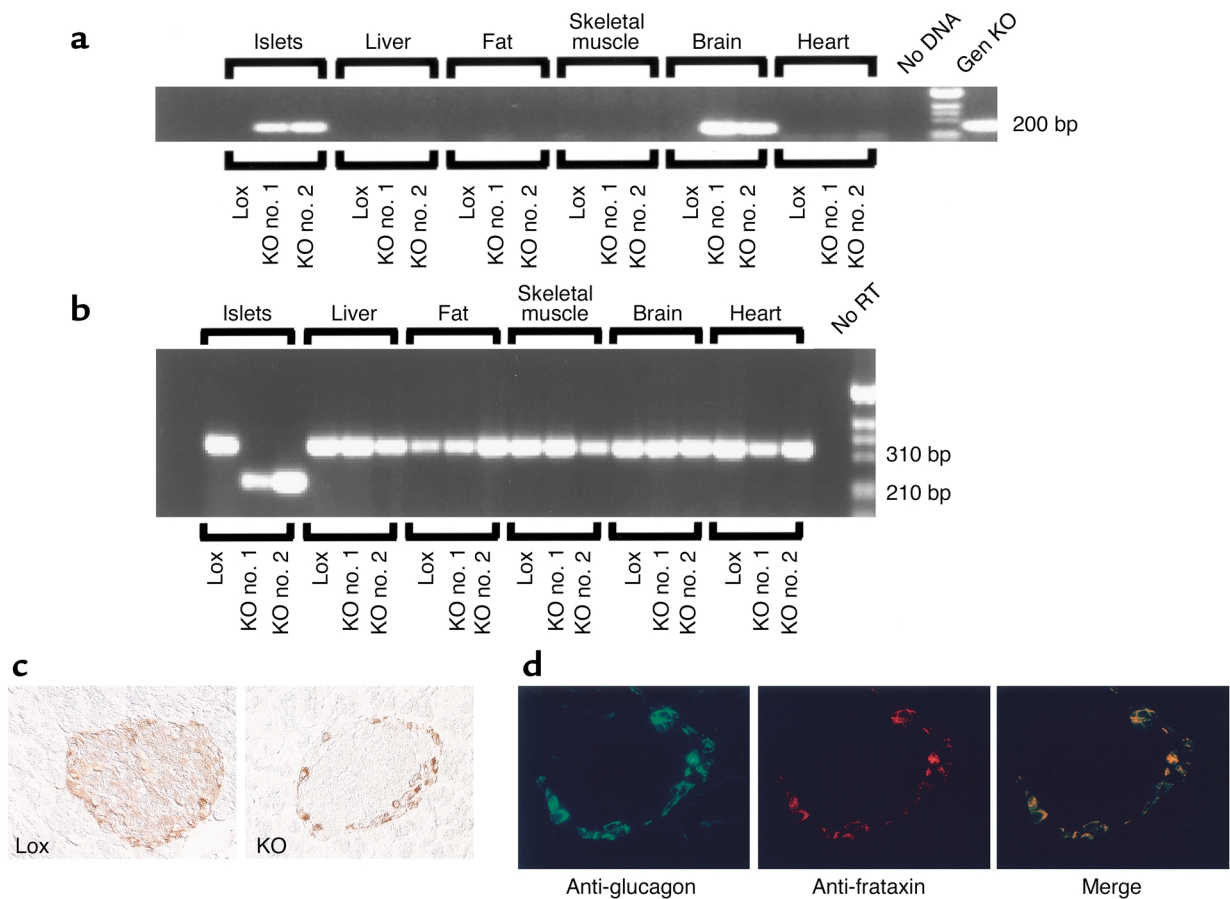 a
Islets Liver Fat Skeletal muscle Brain Heart No DNA Gen KO
200 bp
Lox KO no. 1 KO no. 2 Lox KO no. 1 KO no. 2 Lox KO no. 1 KO no. 2 Lox KO no. 1 KO no. 2 Lox KO no. 1 KO no. 2 Lox KO no. 1 KO no. 2
b
Islets Liver Fat Skeletal muscle Brain Heart No RT
310 bp
210 bp
Lox KO no. 1 KO no. 2 Lox KO no. 1 KO no. 2 Lox KO no. 1 KO no. 2 Lox KO no. 1 KO no. 2 Lox KO no. 1 KO no. 2 Lox KO no. 1 KO no. 2
c
Lox KO
d
Anti-glucagon Anti-frataxin Merge